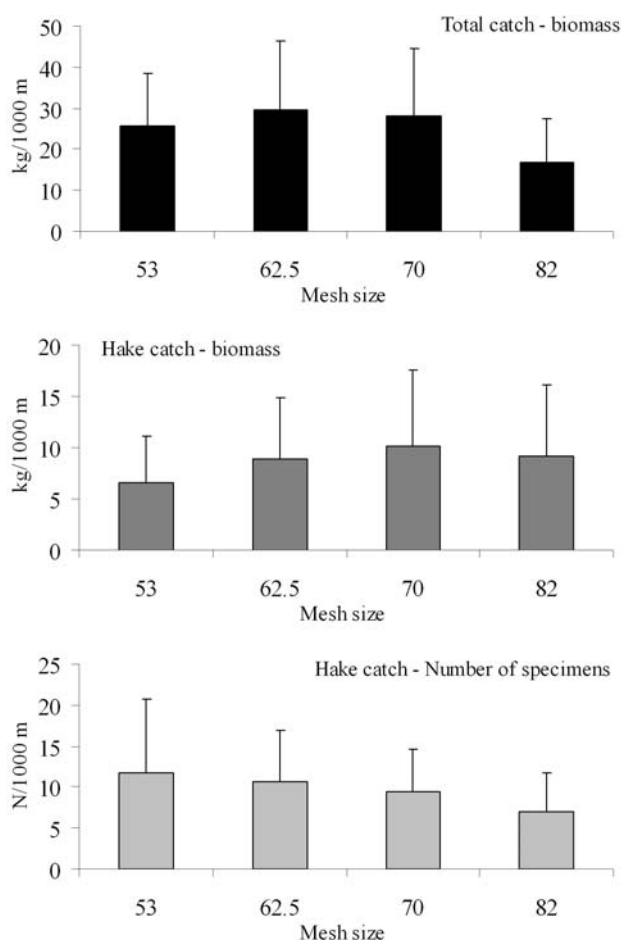 Total catch - biomass
50
40
30
20
10
0
kg/1000 m
53 62.5 70 82
Mesh size
Hake catch - biomass
20
15
10
5
0
kg/1000 m
53 62.5 70 82
Mesh size
Hake catch - Number of specimens
25
20
15
10
5
0
N/1000 m
53 62.5 70 82
Mesh size